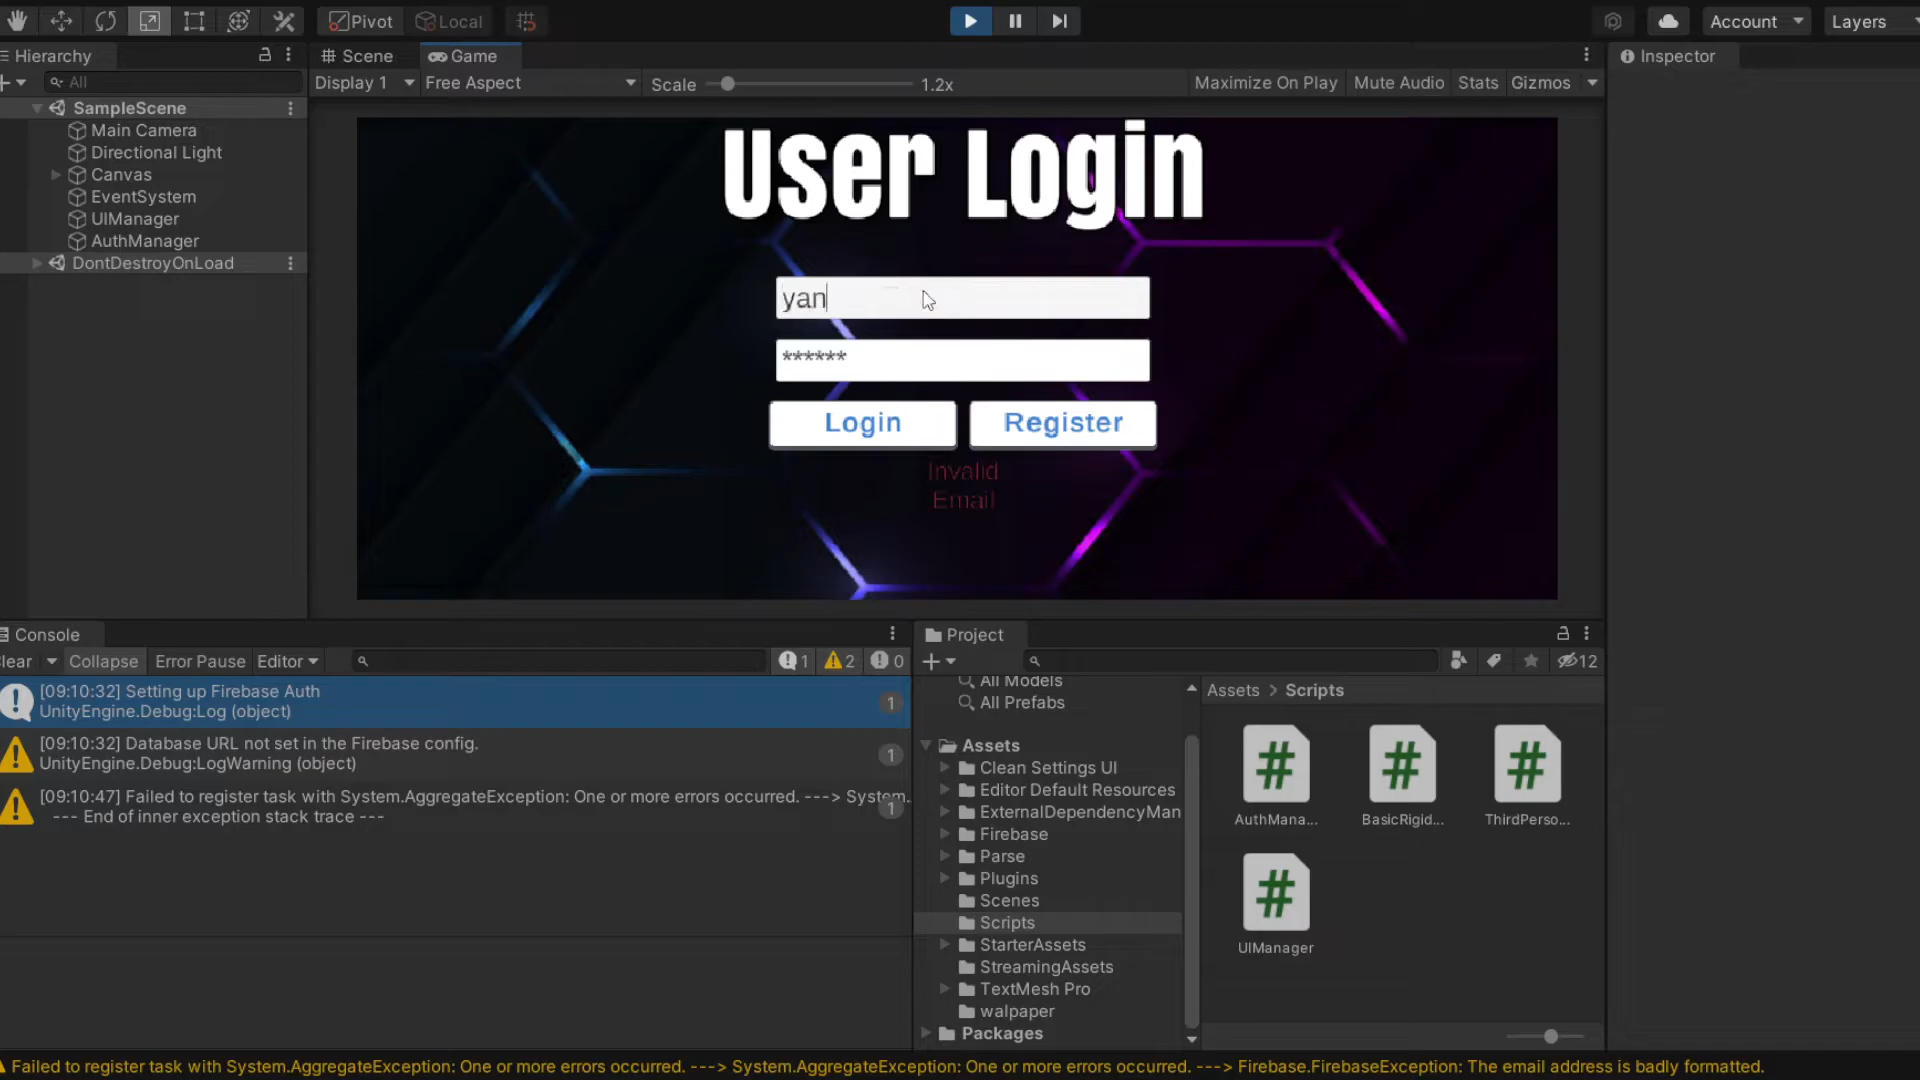 Pivot
Local
Account
Layers
Hierarchy
Scene
Game
Inspector
All
Display 1
Free Aspect
Scale
1.2x
Maximize On Play
Mute Audio
Stats
Gizmos
SampleScene
Main Camera
Directional Light
Canvas
EventSystem
UIManager
AuthManager
DontDestroyOnLoad
User Login
yan
******
Login
Register
Invalid
Email
Console
lear
Collapse
Error Pause
Editor
1
2
0
[09:10:32] Setting up Firebase Auth
UnityEngine.Debug:Log (object)
1
[09:10:32] Database URL not set in the Firebase config.
UnityEngine.Debug:LogWarning (object)
1
[09:10:47] Failed to register task with System.AggregateException: One or more errors occurred. ---> System.
--- End of inner exception stack trace ---
1
Project
12
All Models
All Prefabs
Assets
Clean Settings UI
Editor Default Resources
ExternalDependencyMan
Firebase
Parse
Plugins
Scenes
Scripts
StarterAssets
StreamingAssets
TextMesh Pro
walpaper
Packages
Assets > Scripts
AuthMana...
BasicRigid...
ThirdPerso...
UIManager
Failed to register task with System.AggregateException: One or more errors occurred. ---> System.AggregateException: One or more errors occurred. ---> Firebase.FirebaseException: The email address is badly formatted.